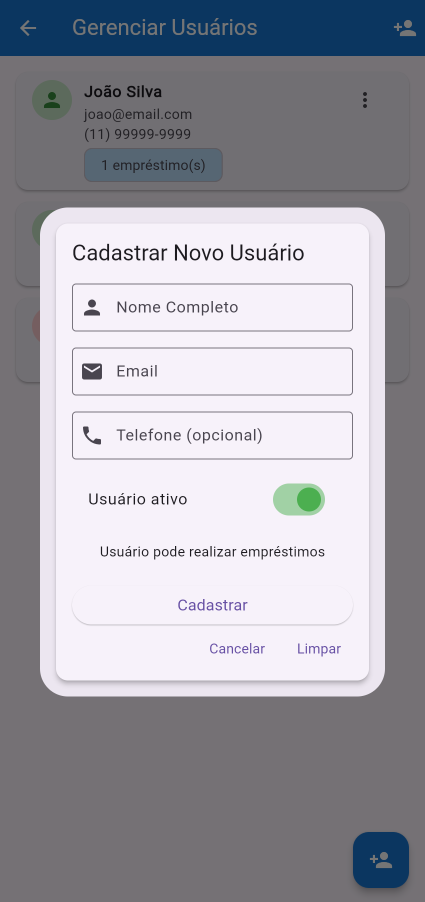 Gerenciar Usuários
João Silva
joao@email.com
(11) 99999-9999
1 empréstimo(s)
Cadastrar Novo Usuário
Nome Completo
Email
Telefone (opcional)
Usuário ativo
Usuário pode realizar empréstimos
Cadastrar
Cancelar
Limpar